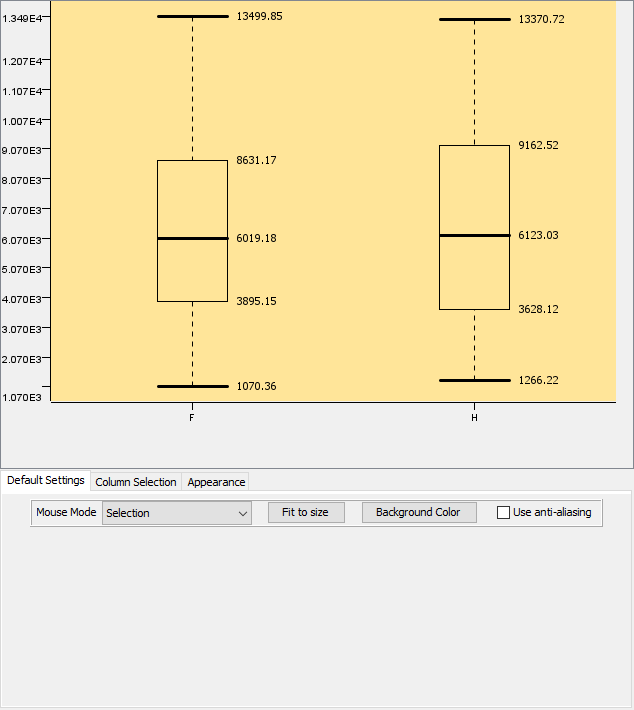 1.349E4
13499.85
13370.72
1.207E4
1.107E4
1.007E4
9.070E3
9162.52
8631.17
8.070E3
7.070E3
6.070E3
6019.18
6123.03
5.070E3
4.070E3
3895.15
3628.12
3.070E3
2.070E3
1070.36
1266.22
1.070E3
F
H
Default Settings
Column Selection
Appearance
Mouse Mode
Selection
Fit to size
Background Color
Use anti-aliasing